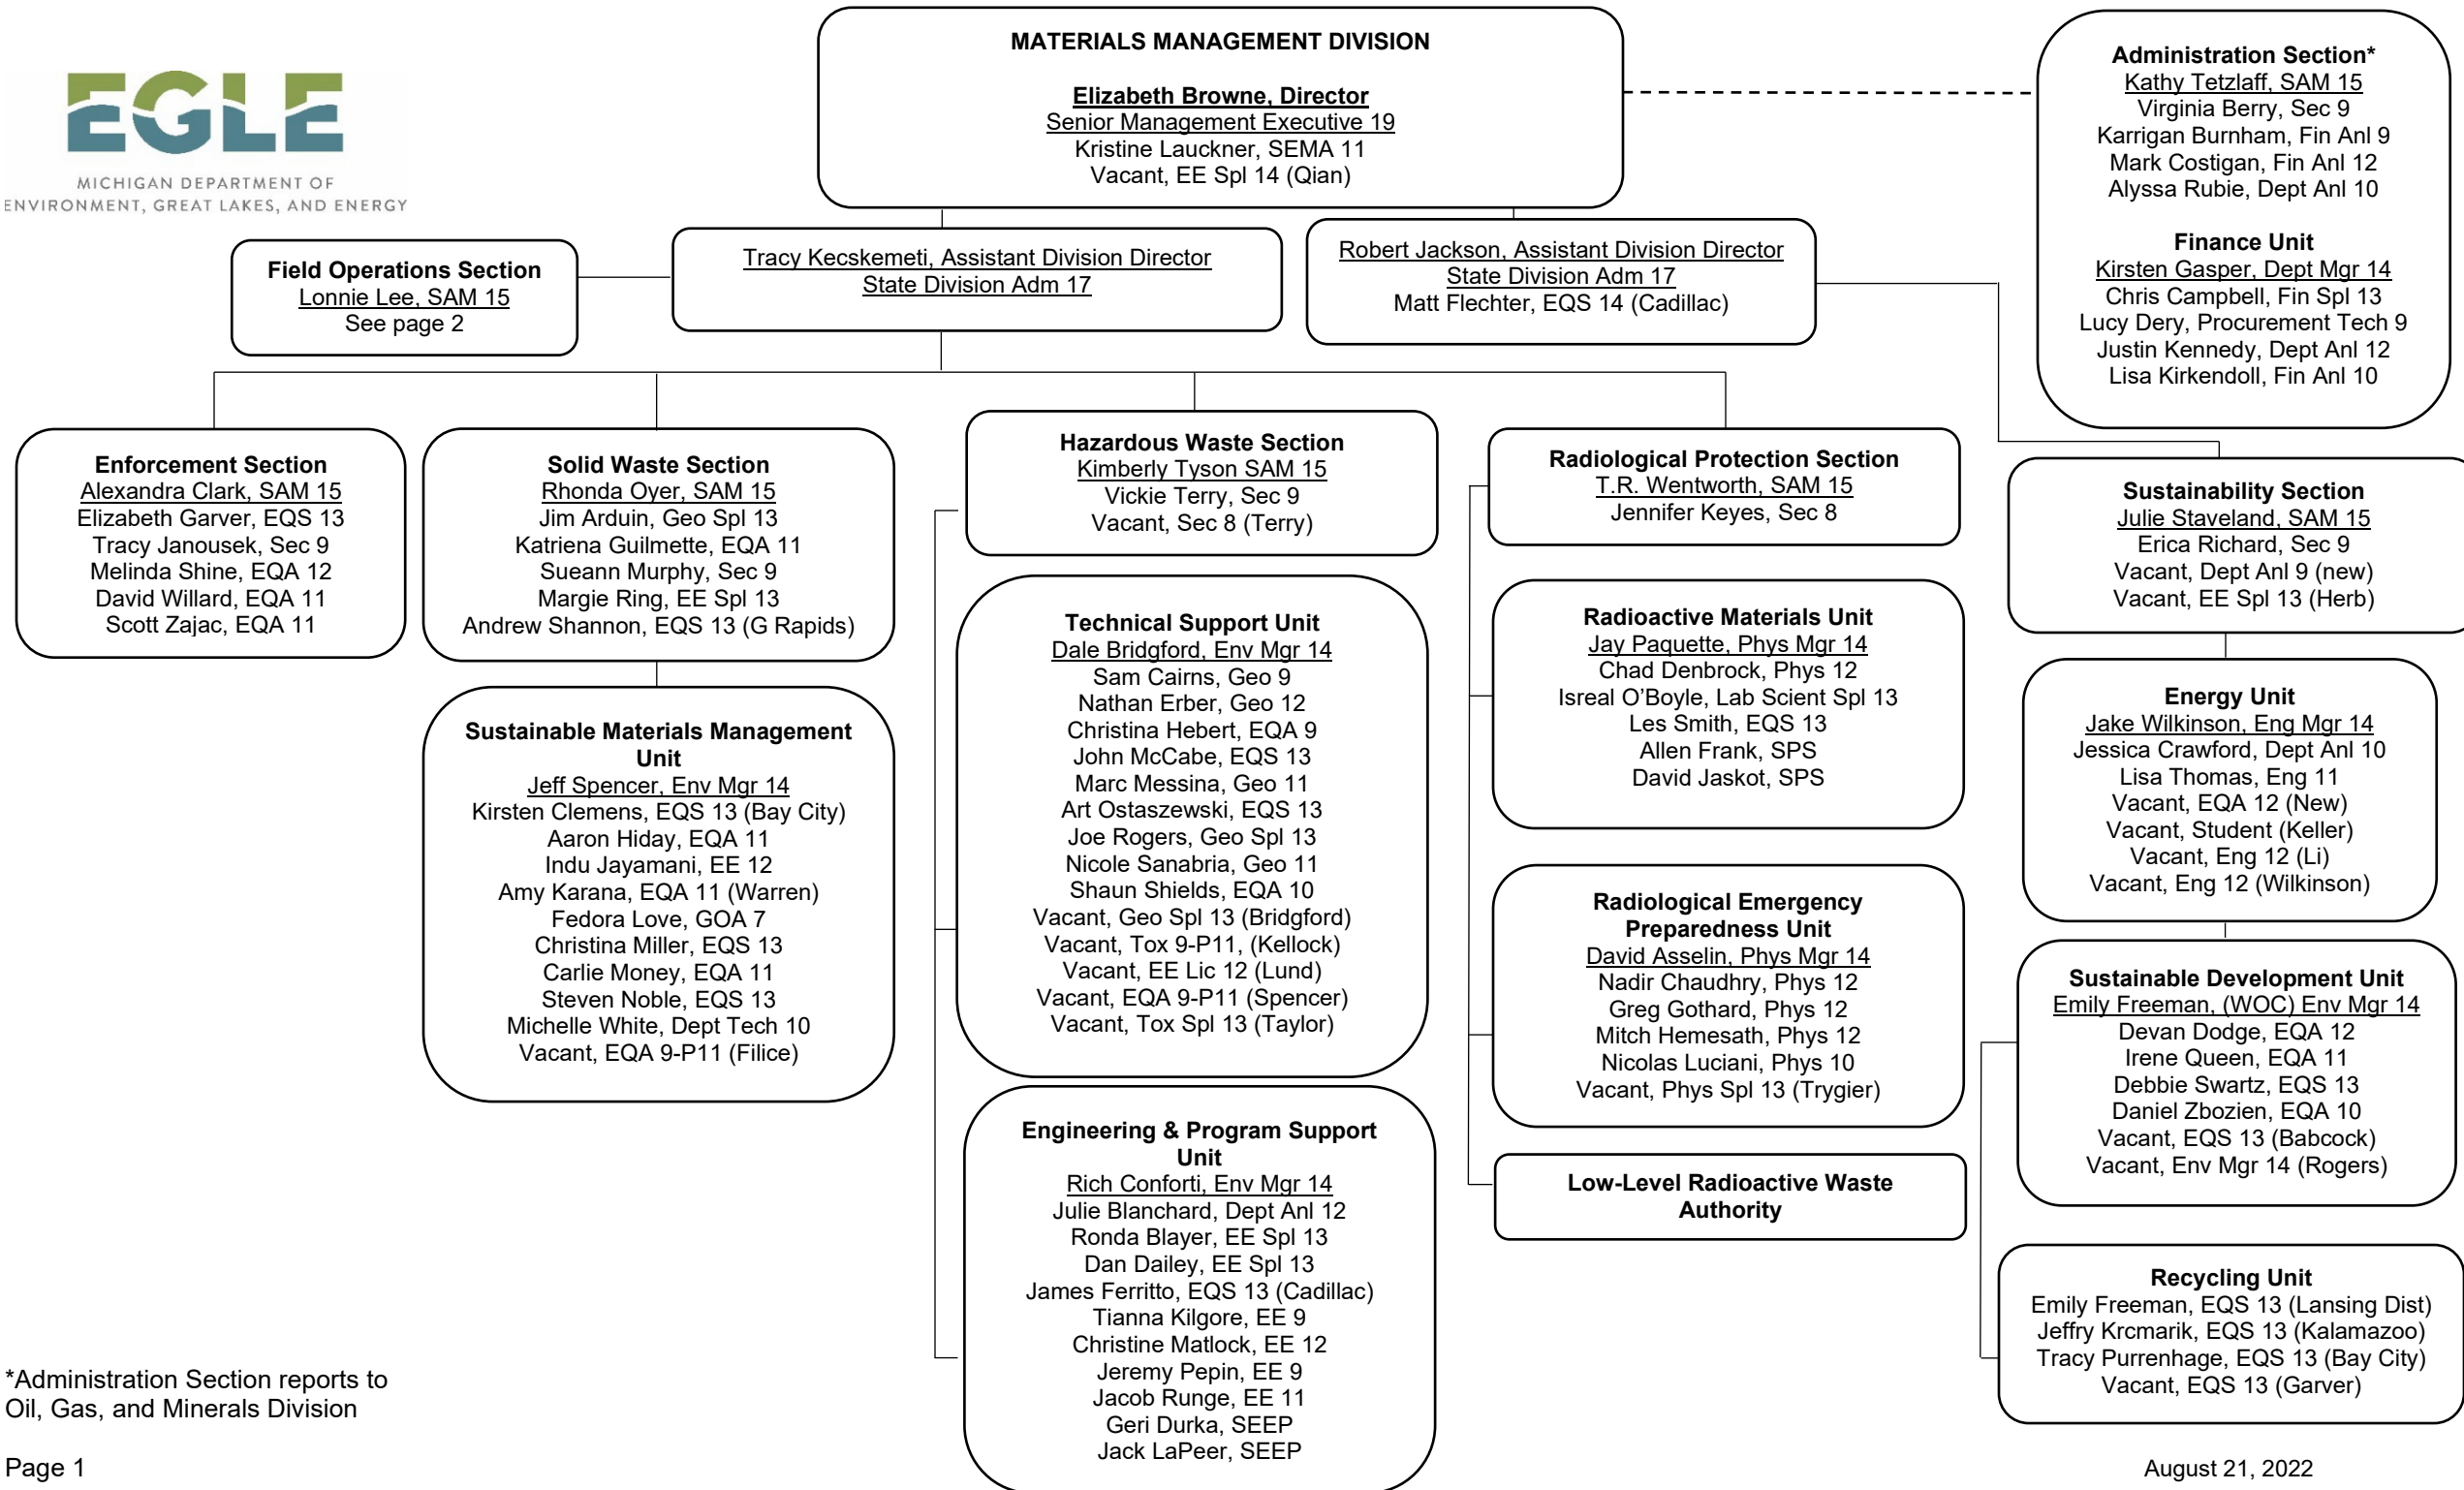 EGLE
MICHIGAN DEPARTMENT OF
ENVIRONMENT, GREAT LAKES, AND ENERGY
MATERIALS MANAGEMENT DIVISION
Elizabeth Browne, Director
Senior Management Executive 19
Kristine Lauckner, SEMA 11
Vacant, EE Spl 14 (Qian)
Administration Section*
Kathy Tetzlaff, SAM 15
Virginia Berry, Sec 9
Karrigan Burnham, Fin Anl 9
Mark Costigan, Fin Anl 12
Alyssa Rubie, Dept Anl 10
Finance Unit
Kirsten Gasper, Dept Mgr 14
Chris Campbell, Fin Spl 13
Lucy Dery, Procurement Tech 9
Justin Kennedy, Dept Anl 12
Lisa Kirkendoll, Fin Anl 10
Field Operations Section
Lonnie Lee, SAM 15
See page 2
Tracy Kecskemeti, Assistant Division Director
State Division Adm 17
Robert Jackson, Assistant Division Director
State Division Adm 17
Matt Flechter, EQS 14 (Cadillac)
Enforcement Section
Alexandra Clark, SAM 15
Elizabeth Garver, EQS 13
Tracy Janousek, Sec 9
Melinda Shine, EQA 12
David Willard, EQA 11
Scott Zajac, EQA 11
Solid Waste Section
Rhonda Oyer, SAM 15
Jim Arduin, Geo Spl 13
Katriena Guilmette, EQA 11
Sueann Murphy, Sec 9
Margie Ring, EE Spl 13
Andrew Shannon, EQS 13 (G Rapids)
Sustainable Materials Management
Unit
Jeff Spencer, Env Mgr 14
Kirsten Clemens, EQS 13 (Bay City)
Aaron Hiday, EQA 11
Indu Jayamani, EE 12
Amy Karana, EQA 11 (Warren)
Fedora Love, GOA 7
Christina Miller, EQS 13
Carlie Money, EQA 11
Steven Noble, EQS 13
Michelle White, Dept Tech 10
Vacant, EQA 9-P11 (Filice)
Hazardous Waste Section
Kimberly Tyson SAM 15
Vickie Terry, Sec 9
Vacant, Sec 8 (Terry)
Technical Support Unit
Dale Bridgford, Env Mgr 14
Sam Cairns, Geo 9
Nathan Erber, Geo 12
Christina Hebert, EQA 9
John McCabe, EQS 13
Marc Messina, Geo 11
Art Ostaszewski, EQS 13
Joe Rogers, Geo Spl 13
Nicole Sanabria, Geo 11
Shaun Shields, EQA 10
Vacant, Geo Spl 13 (Bridgford)
Vacant, Tox 9-P11, (Kellock)
Vacant, EE Lic 12 (Lund)
Vacant, EQA 9-P11 (Spencer)
Vacant, Tox Spl 13 (Taylor)
Engineering & Program Support
Unit
Rich Conforti, Env Mgr 14
Julie Blanchard, Dept Anl 12
Ronda Blayer, EE Spl 13
Dan Dailey, EE Spl 13
James Ferritto, EQS 13 (Cadillac)
Tianna Kilgore, EE 9
Christine Matlock, EE 12
Jeremy Pepin, EE 9
Jacob Runge, EE 11
Geri Durka, SEEP
Jack LaPeer, SEEP
Radiological Protection Section
T.R. Wentworth, SAM 15
Jennifer Keyes, Sec 8
Radioactive Materials Unit
Jay Paquette, Phys Mgr 14
Chad Denbrock, Phys 12
Isreal O’Boyle, Lab Scient Spl 13
Les Smith, EQS 13
Allen Frank, SPS
David Jaskot, SPS
Radiological Emergency
Preparedness Unit
David Asselin, Phys Mgr 14
Nadir Chaudhry, Phys 12
Greg Gothard, Phys 12
Mitch Hemesath, Phys 12
Nicolas Luciani, Phys 10
Vacant, Phys Spl 13 (Trygier)
Low-Level Radioactive Waste
Authority
Sustainability Section
Julie Staveland, SAM 15
Erica Richard, Sec 9
Vacant, Dept Anl 9 (new)
Vacant, EE Spl 13 (Herb)
Energy Unit
Jake Wilkinson, Eng Mgr 14
Jessica Crawford, Dept Anl 10
Lisa Thomas, Eng 11
Vacant, EQA 12 (New)
Vacant, Student (Keller)
Vacant, Eng 12 (Li)
Vacant, Eng 12 (Wilkinson)
Sustainable Development Unit
Emily Freeman, (WOC) Env Mgr 14
Devan Dodge, EQA 12
Irene Queen, EQA 11
Debbie Swartz, EQS 13
Daniel Zbozien, EQA 10
Vacant, EQS 13 (Babcock)
Vacant, Env Mgr 14 (Rogers)
Recycling Unit
Emily Freeman, EQS 13 (Lansing Dist)
Jeffry Krcmarik, EQS 13 (Kalamazoo)
Tracy Purrenhage, EQS 13 (Bay City)
Vacant, EQS 13 (Garver)
*Administration Section reports to
Oil, Gas, and Minerals Division
Page 1
August 21, 2022